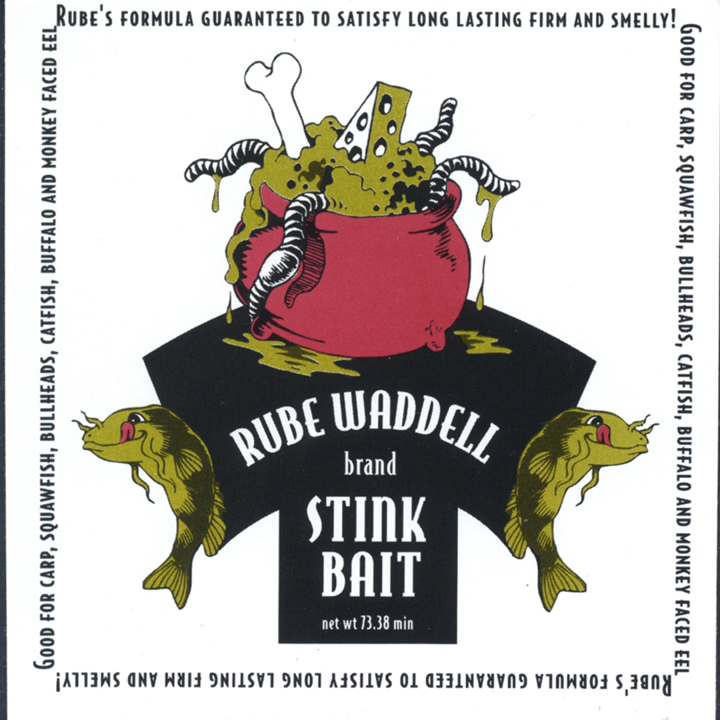 Rube's formula guaranteed to satisfy long lasting firm and smelly!
Good for carp, squawfish, bullheads, catfish, buffalo and monkey faced eel
Good for carp, squawfish, bullheads, catfish, buffalo and monkey faced eel
RUBE WADDELL
brand
STINK
BAIT
net wt 73.38 min
Rube's formula guaranteed to satisfy long lasting firm and smelly!